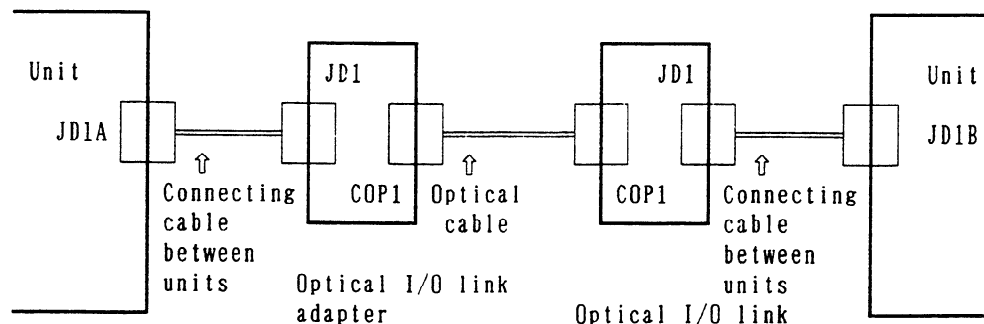 Unit
JD1A
JD1
COP1
Connecting
cable
between
units
Optical
cable
Optical I/O link
adapter
JD1
COP1
Connecting
cable
between
units
Optical I/O link
Unit
JD1B